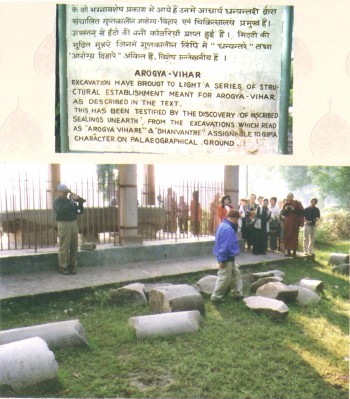 के जो भग्नावशेष प्रकाश में आये हैं उनमें आचार्य धन्वन्तरी द्वारा
संचालित गुप्तकालीन आरोग्य विहार एवं चिकित्सालय प्रमुख हैं।
उत्खनन से ईंटों की बनी कोठरियाँ प्राप्त हुई हैं। मिट्टी की
मुद्रित मुहरें जिनमें गुप्तकालीन लिपि में "धन्वन्तरे" तथा
"आरोग्य विहारे" अंकित हैं, विशेष उल्लेखनीय हैं।
AROGYA-VIHAR
EXCAVATION HAVE BROUGHT TO LIGHT A SERIES OF STRU-
CTURAL ESTABLISHMENT MEANT FOR AROGYA-VIHAR
AS DESCRIBED IN THE TEXT.
THIS HAS BEEN TESTIFIED BY THE DISCOVERY OF INSCRIBED
SEALINGS UNEARTH, FROM THE EXCAVATIONS WHICH READ
AS "AROGYA VIHARE" & "DHANVANTRE" ASSIGNABLE TO GUPTA
CHARACTER ON PALAEOGRAPHICAL GROUND.